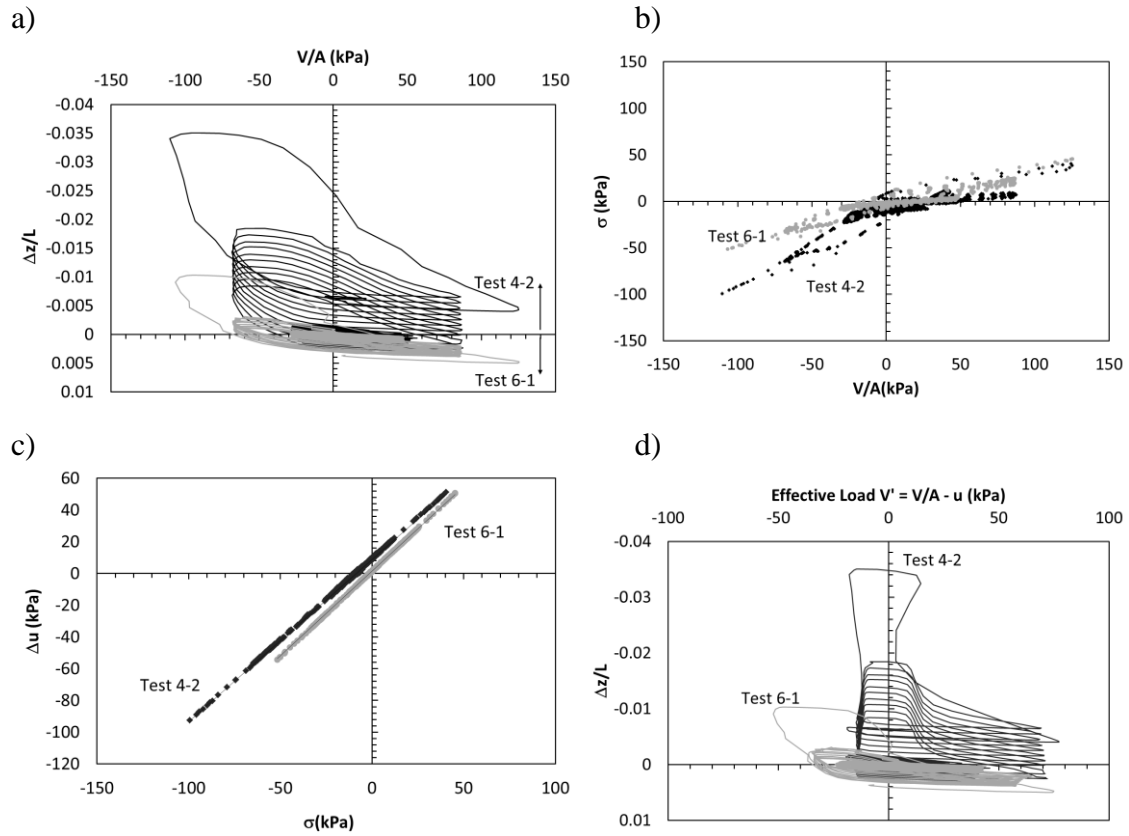 a)
V/A (kPa)
-150 -100 -50 0 50 100 150
-0.04
-0.035
-0.03
-0.025
-0.02
-0.015
-0.01
-0.005
0
0.005
0.01
Δz/L
Test 4-2
Test 6-1
b)
150
100
50
0
-50
-100
-150
σ (kPa)
Test 6-1
Test 4-2
-150 -100 -50 0 50 100 150
V/A(kPa)
c)
60
40
20
0
-20
-40
-60
-80
-100
-120
Δu (kPa)
Test 6-1
Test 4-2
-150 -100 -50 0 50 100
σ(kPa)
d)
Effective Load V' = V/A - u (kPa)
-100 -50 0 50 100
-0.04
-0.03
-0.02
-0.01
0
0.01
Δz/L
Test 4-2
Test 6-1